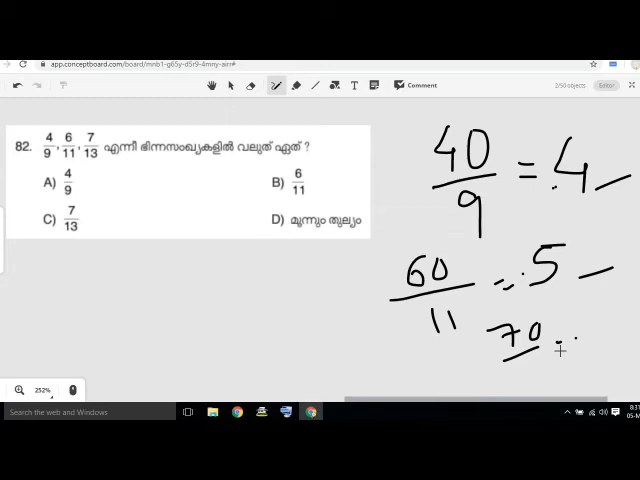 app.conceptboard.com/board/mnb1-g65y-d5r9-4mny-airr#
Comment
2/50 objects
Editor
82. 4/9, 6/11, 7/13 എന്നീ ഭിന്നസംഖ്യകളിൽ വലുത് ഏത് ?
A) 4/9
B) 6/11
C) 7/13
D) മൂന്നും തുല്യം
40/9 = .4
60/11 = .5
70 .
252%
Search the web and Windows